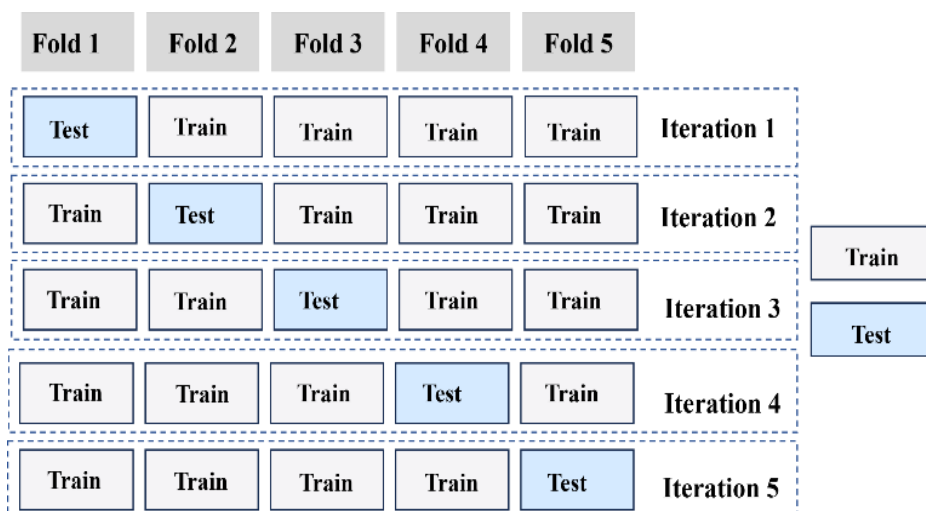 Fold 1 Fold 2 Fold 3 Fold 4 Fold 5
Test Train Train Train Train Iteration 1
Train Test Train Train Train Iteration 2
Train
Train Train Test Train Train Iteration 3
Test
Train Train Train Test Train Iteration 4
Train Train Train Train Test Iteration 5